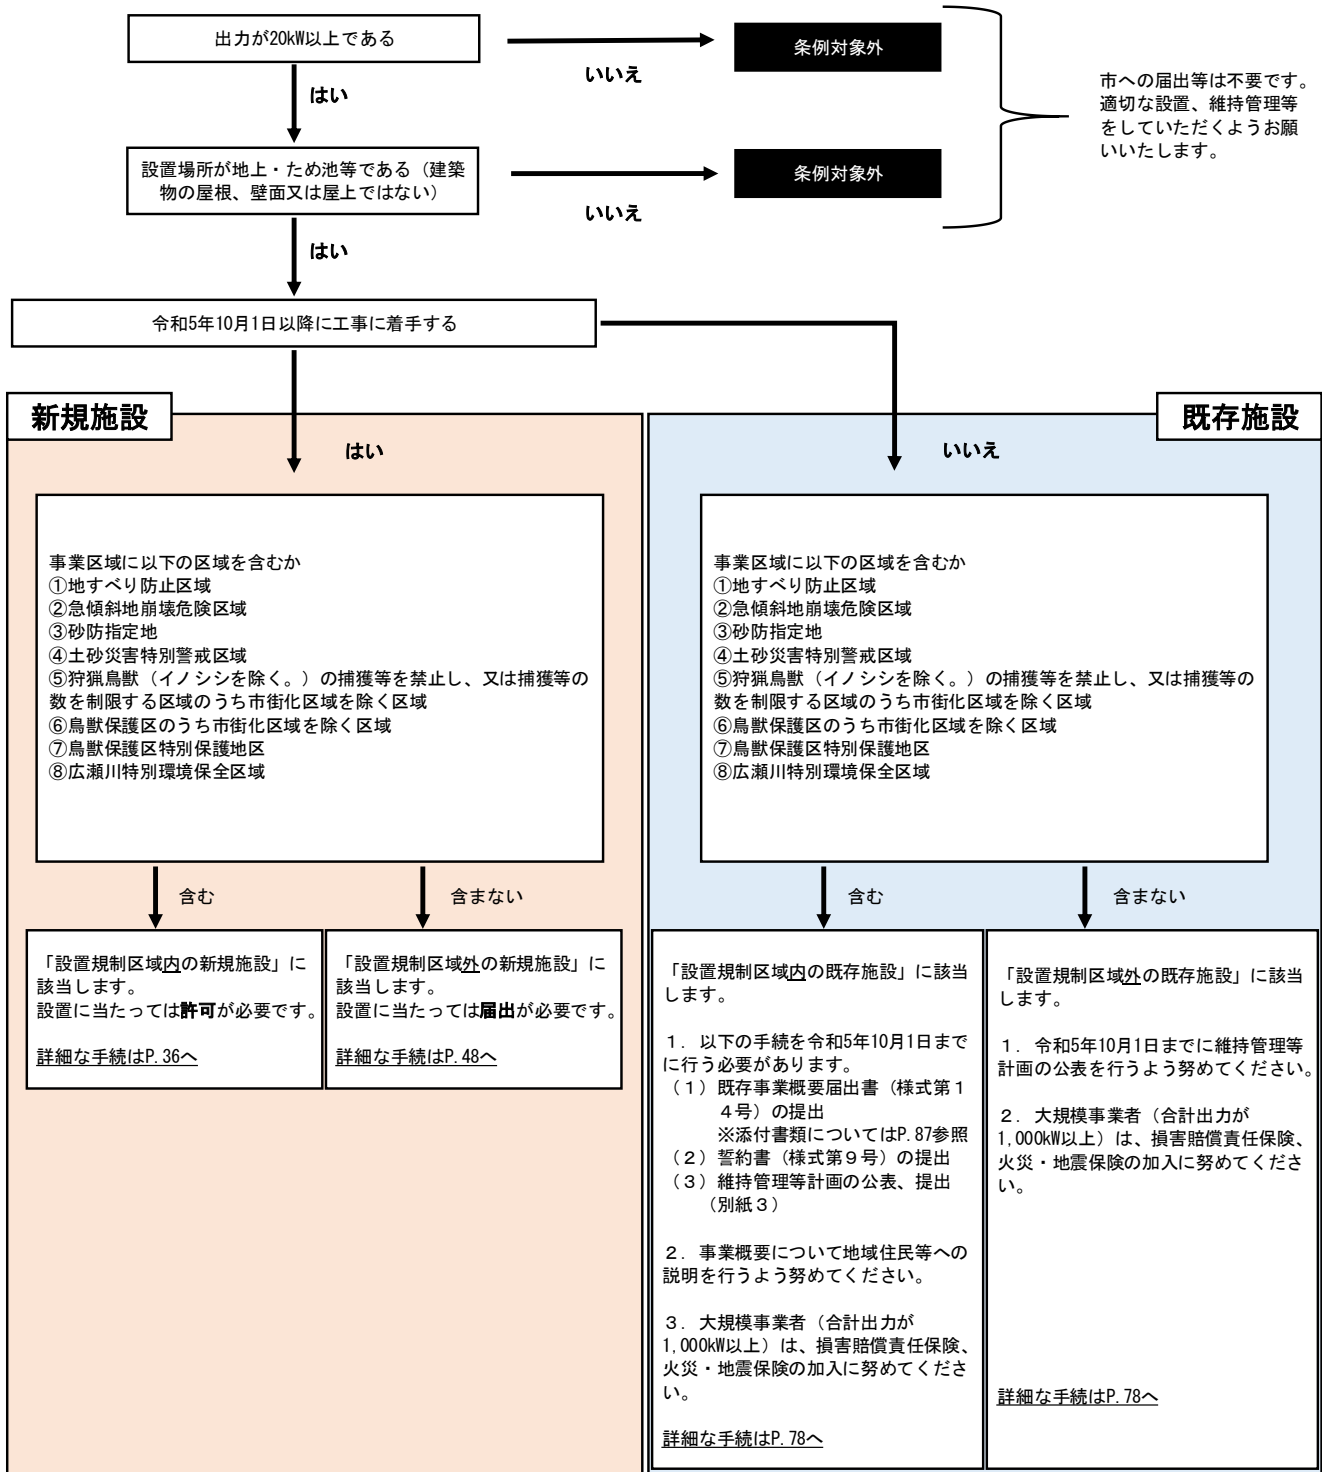 出力が20kW以上である
いいえ
条例対象外
はい
市への届出等は不要です。
適切な設置、維持管理等
をしていただくようお願
いいたします。
設置場所が地上・ため池等である（建築
物の屋根、壁面又は屋上ではない）
いいえ
条例対象外
はい
令和5年10月1日以降に工事に着手する
新規施設
はい
事業区域に以下の区域を含むか
①地すべり防止区域
②急傾斜地崩壊危険区域
③砂防指定地
④土砂災害特別警戒区域
⑤狩猟鳥獣（イノシシを除く。）の捕獲等を禁止し、又は捕獲等の
数を制限する区域のうち市街化区域を除く区域
⑥鳥獣保護区のうち市街化区域を除く区域
⑦鳥獣保護区特別保護地区
⑧広瀬川特別環境保全区域
含む
含まない
「設置規制区域内の新規施設」に
該当します。
設置に当たっては許可が必要です。
詳細な手続はP.36へ
「設置規制区域外の新規施設」に
該当します。
設置に当たっては届出が必要です。
詳細な手続はP.48へ
既存施設
いいえ
事業区域に以下の区域を含むか
①地すべり防止区域
②急傾斜地崩壊危険区域
③砂防指定地
④土砂災害特別警戒区域
⑤狩猟鳥獣（イノシシを除く。）の捕獲等を禁止し、又は捕獲等の
数を制限する区域のうち市街化区域を除く区域
⑥鳥獣保護区のうち市街化区域を除く区域
⑦鳥獣保護区特別保護地区
⑧広瀬川特別環境保全区域
含む
含まない
「設置規制区域内の既存施設」に該当
します。
１．以下の手続を令和5年10月1日まで
に行う必要があります。
（１）既存事業概要届出書（様式第１
４号）の提出
※添付書類についてはP.87参照
（２）誓約書（様式第９号）の提出
（３）維持管理等計画の公表、提出
（別紙３）
２．事業概要について地域住民等への
説明を行うよう努めてください。
３．大規模事業者（合計出力が
1,000kW以上）は、損害賠償責任保険、
火災・地震保険の加入に努めてくださ
い。
詳細な手続はP.78へ
「設置規制区域外の既存施設」に該当
します。
１．令和5年10月1日までに維持管理等
計画の公表を行うよう努めてください。
２．大規模事業者（合計出力が
1,000kW以上）は、損害賠償責任保険、
火災・地震保険の加入に努めてくださ
い。
詳細な手続はP.78へ